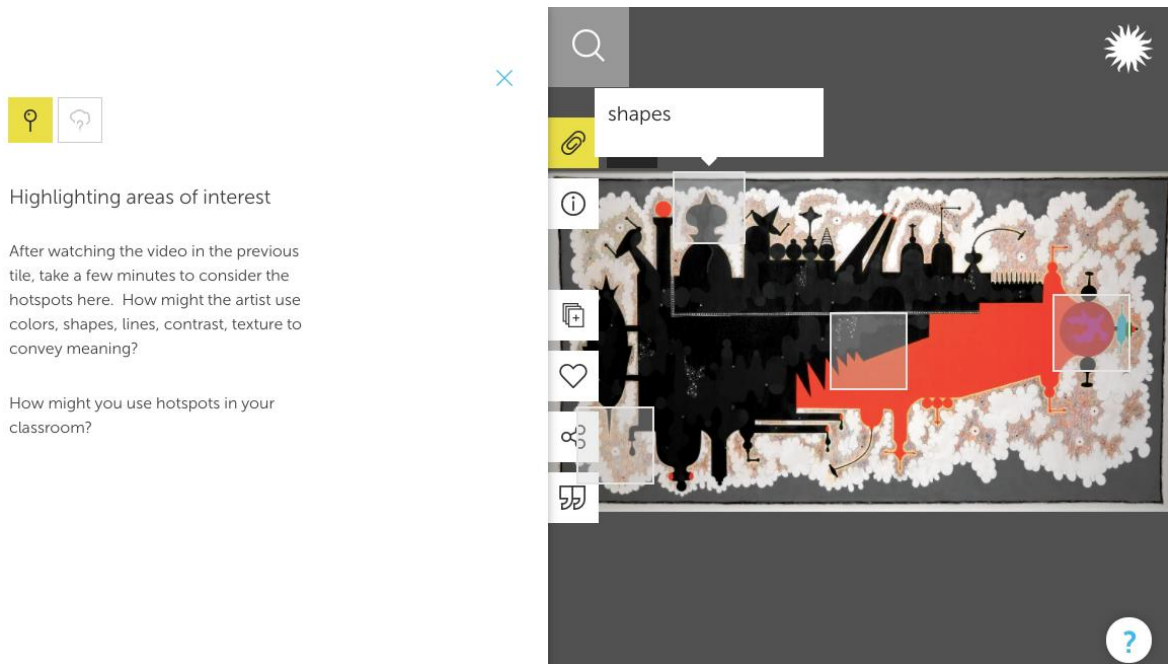 Highlighting areas of interest
After watching the video in the previous
tile, take a few minutes to consider the
hotspots here.  How might the artist use
colors, shapes, lines, contrast, texture to
convey meaning?
How might you use hotspots in your
classroom?
shapes
?